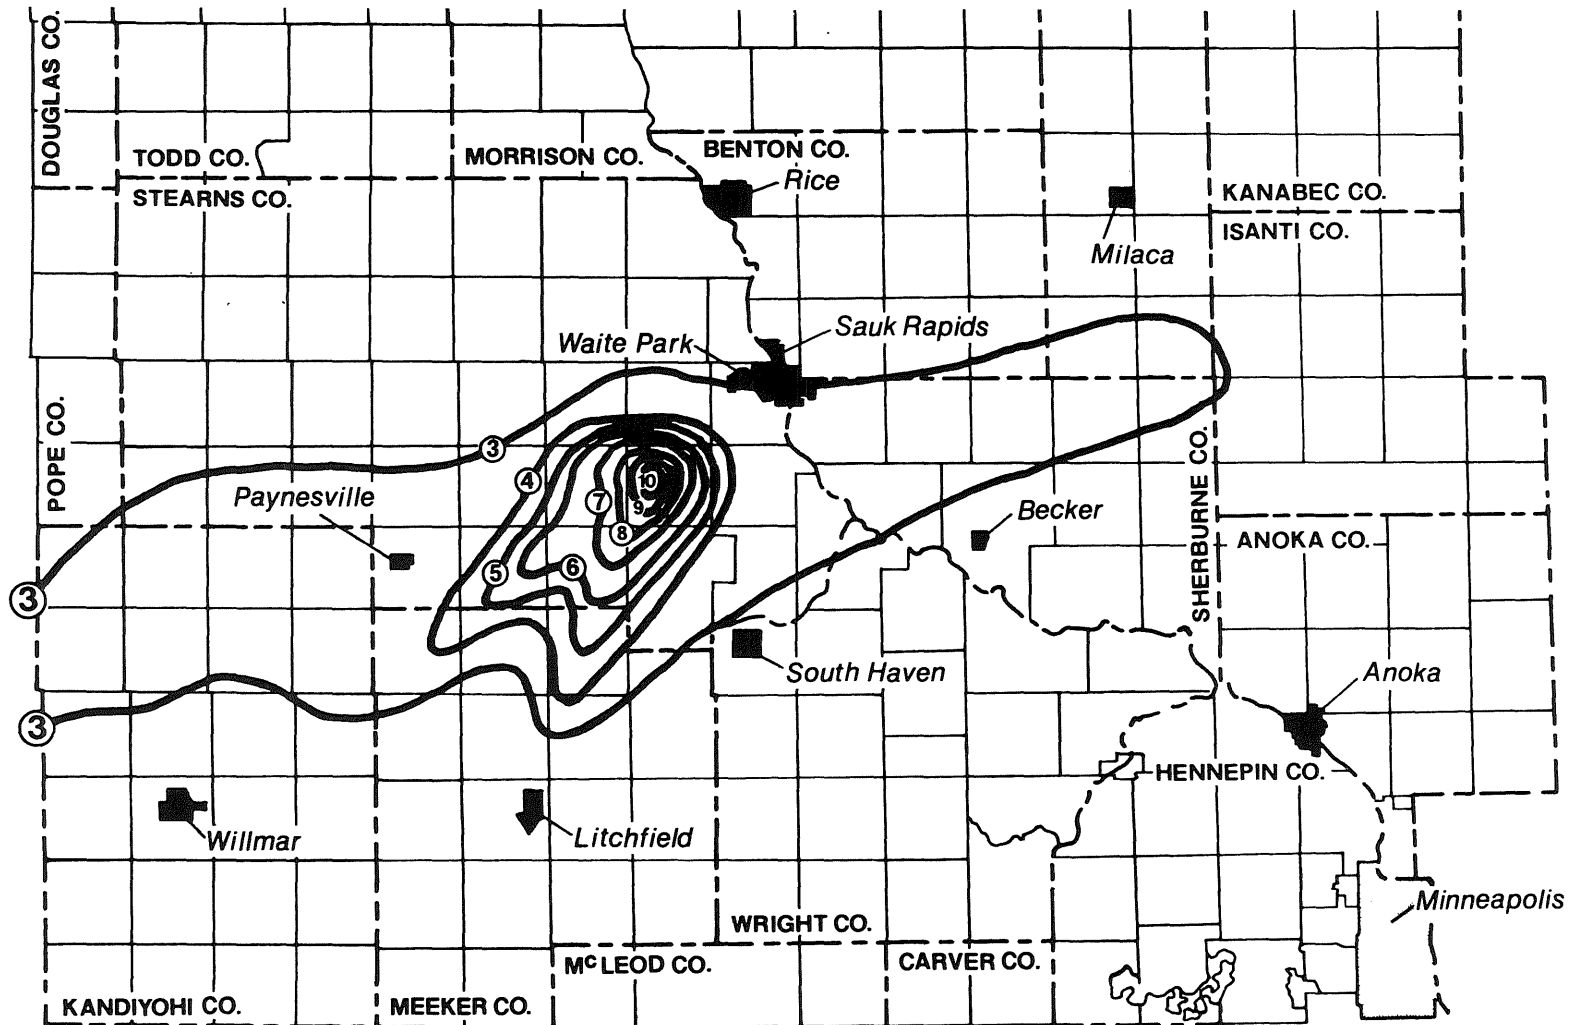 DOUGLAS CO.
TODD CO.
MORRISON CO.
BENTON CO.
Rice
STEARNS CO.
KANABEC CO.
ISANTI CO.
Milaca
Waite Park
Sauk Rapids
POPE CO.
3
4
Paynesville
10
7
9
8
Becker
SHERBURNE CO.
ANOKA CO.
5
6
3
South Haven
Anoka
3
HENNEPIN CO.
Willmar
Litchfield
Minneapolis
WRIGHT CO.
McLEOD CO.
CARVER CO.
KANDIYOHI CO.
MEEKER CO.